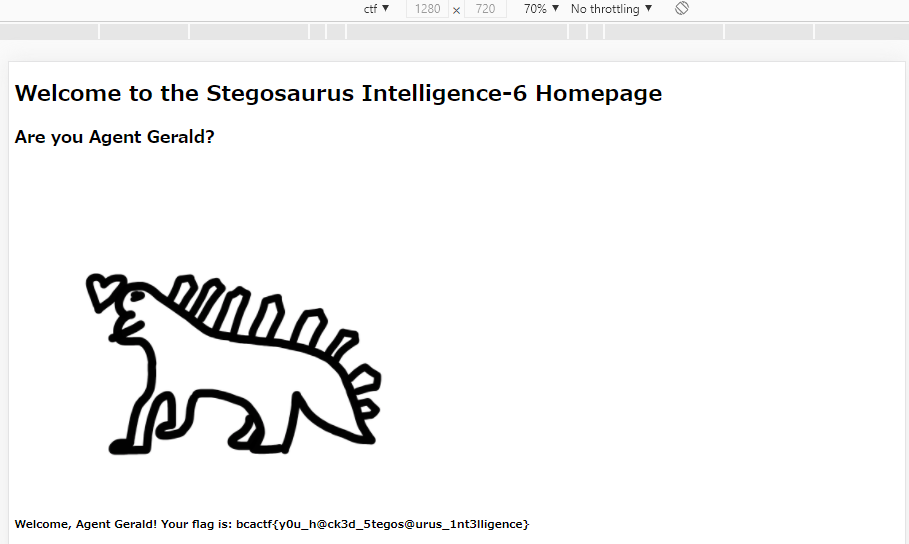 ctf ▼ 1280 × 720 70% ▼ No throttling ▼
Welcome to the Stegosaurus Intelligence-6 Homepage
Are you Agent Gerald?
Welcome, Agent Gerald! Your flag is: bcactf{y0u_h@ck3d_5tegos@urus_1nt3lligence}